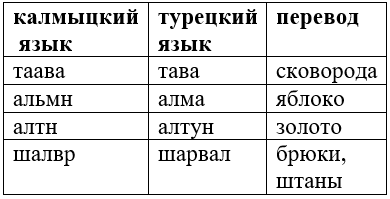 калмыцкий язык турецкий язык перевод
таава тава сковорода
альмн алма яблоко
алтн алтун золото
шалвр шарвал брюки, штаны